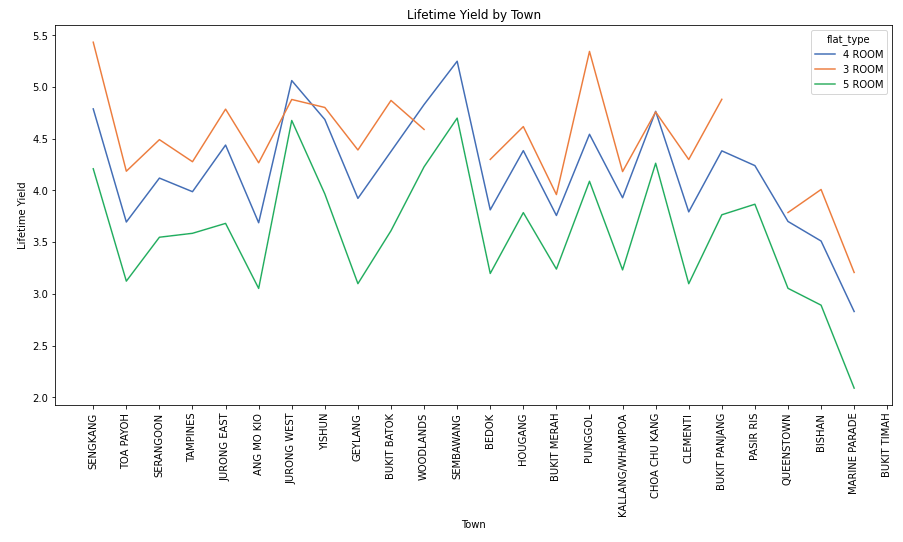 Lifetime Yield by Town
flat_type
4 ROOM
3 ROOM
5 ROOM
Lifetime Yield
5.5
5.0
4.5
4.0
3.5
3.0
2.5
2.0
SENGKANG
TOA PAYOH
SERANGOON
TAMPINES
JURONG EAST
ANG MO KIO
JURONG WEST
YISHUN
GEYLANG
BUKIT BATOK
WOODLANDS
SEMBAWANG
BEDOK
HOUGANG
BUKIT MERAH
PUNGGOL
KALLANG/WHAMPOA
CHOA CHU KANG
CLEMENTI
BUKIT PANJANG
PASIR RIS
QUEENSTOWN
BISHAN
MARINE PARADE
BUKIT TIMAH
Town